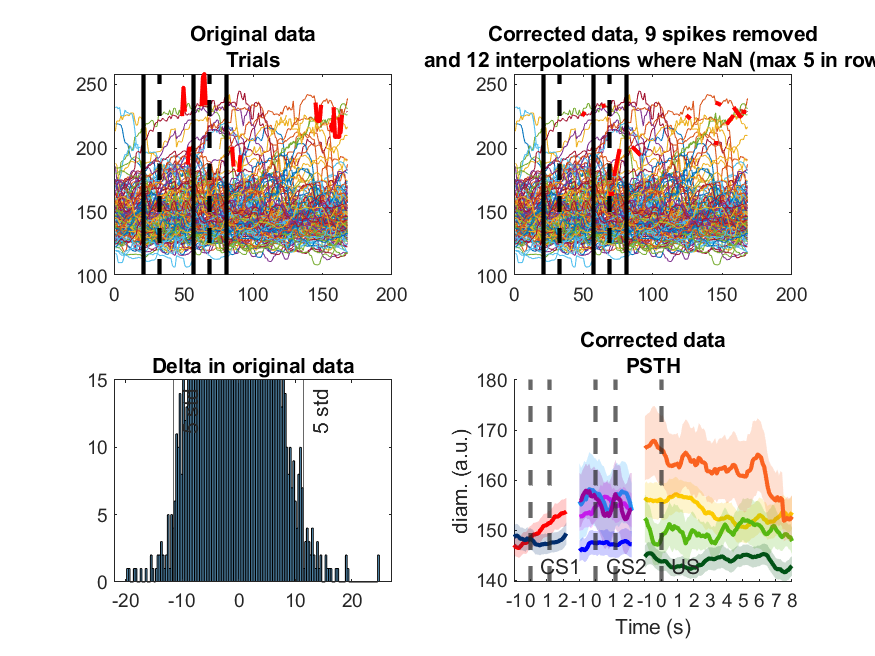 Original data
Trials
250
200
150
100
0 50 100 150 200
Corrected data, 9 spikes removed
and 12 interpolations where NaN (max 5 in row
250
200
150
100
0 50 100 150 200
Delta in original data
15
10
5
0
5 std
5 std
-20 -10 0 10 20
Corrected data
PSTH
diam. (a.u.)
180
170
160
150
140
CS1 CS2 US
-1 0 1 2 -1 0 1 2 -1 0 1 2 3 4 5 6 7 8
Time (s)